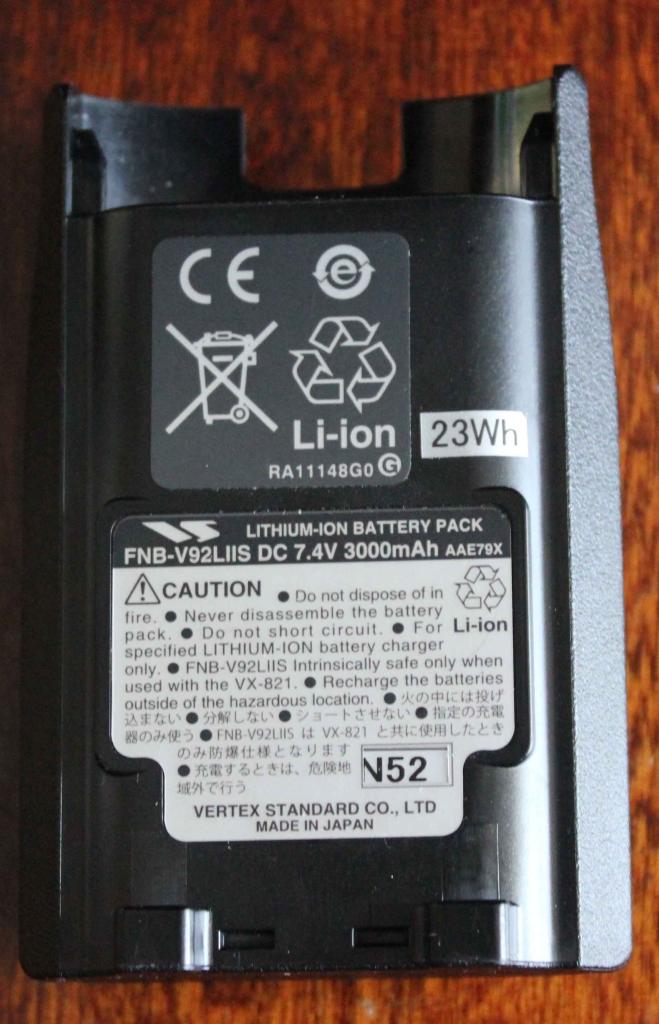 CE
e
Li-ion
RA11148G0 G
23Wh
VS LITHIUM-ION BATTERY PACK
FNB-V92LIIS DC 7.4V 3000mAh AAE79X
CAUTION ● Do not dispose of in
fire. ● Never disassemble the battery
pack. ● Do not short circuit. ● For
Li-ion
specified LITHIUM-ION battery charger
only. ● FNB-V92LIIS Intrinsically safe only when
used with the VX-821. ● Recharge the batteries
outside of the hazardous location. ●火の中には投げ
込まない ● 分解しない ● ショートさせない ● 指定の充電
器のみ使う ● FNB-V92LIIS は VX-821 と共に使用したとき
のみ防爆仕様となります
● 充電するときは、危険地
域外で行う
N52
VERTEX STANDARD CO., LTD
MADE IN JAPAN